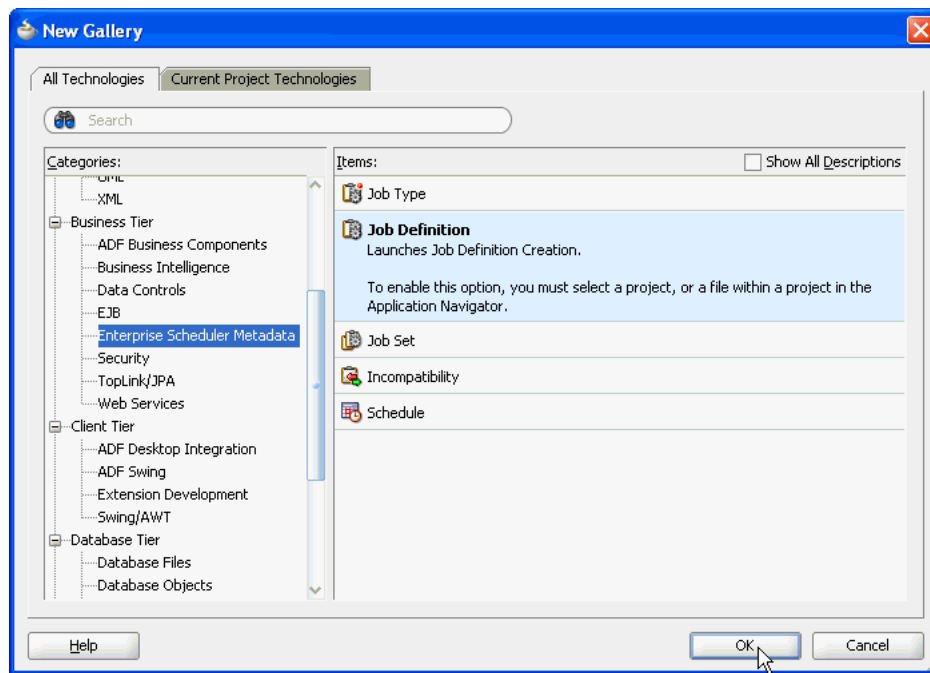 New Gallery
All Technologies
Current Project Technologies
Search
Categories:
XML
Business Tier
ADF Business Components
Business Intelligence
Data Controls
EJB
Enterprise Scheduler Metadata
Security
TopLink/JPA
Web Services
Client Tier
ADF Desktop Integration
ADF Swing
Extension Development
Swing/AWT
Database Tier
Database Files
Database Objects
Items:
Show All Descriptions
Job Type
Job Definition
Launches Job Definition Creation.
To enable this option, you must select a project, or a file within a project in the
Application Navigator.
Job Set
Incompatibility
Schedule
Help
OK
Cancel